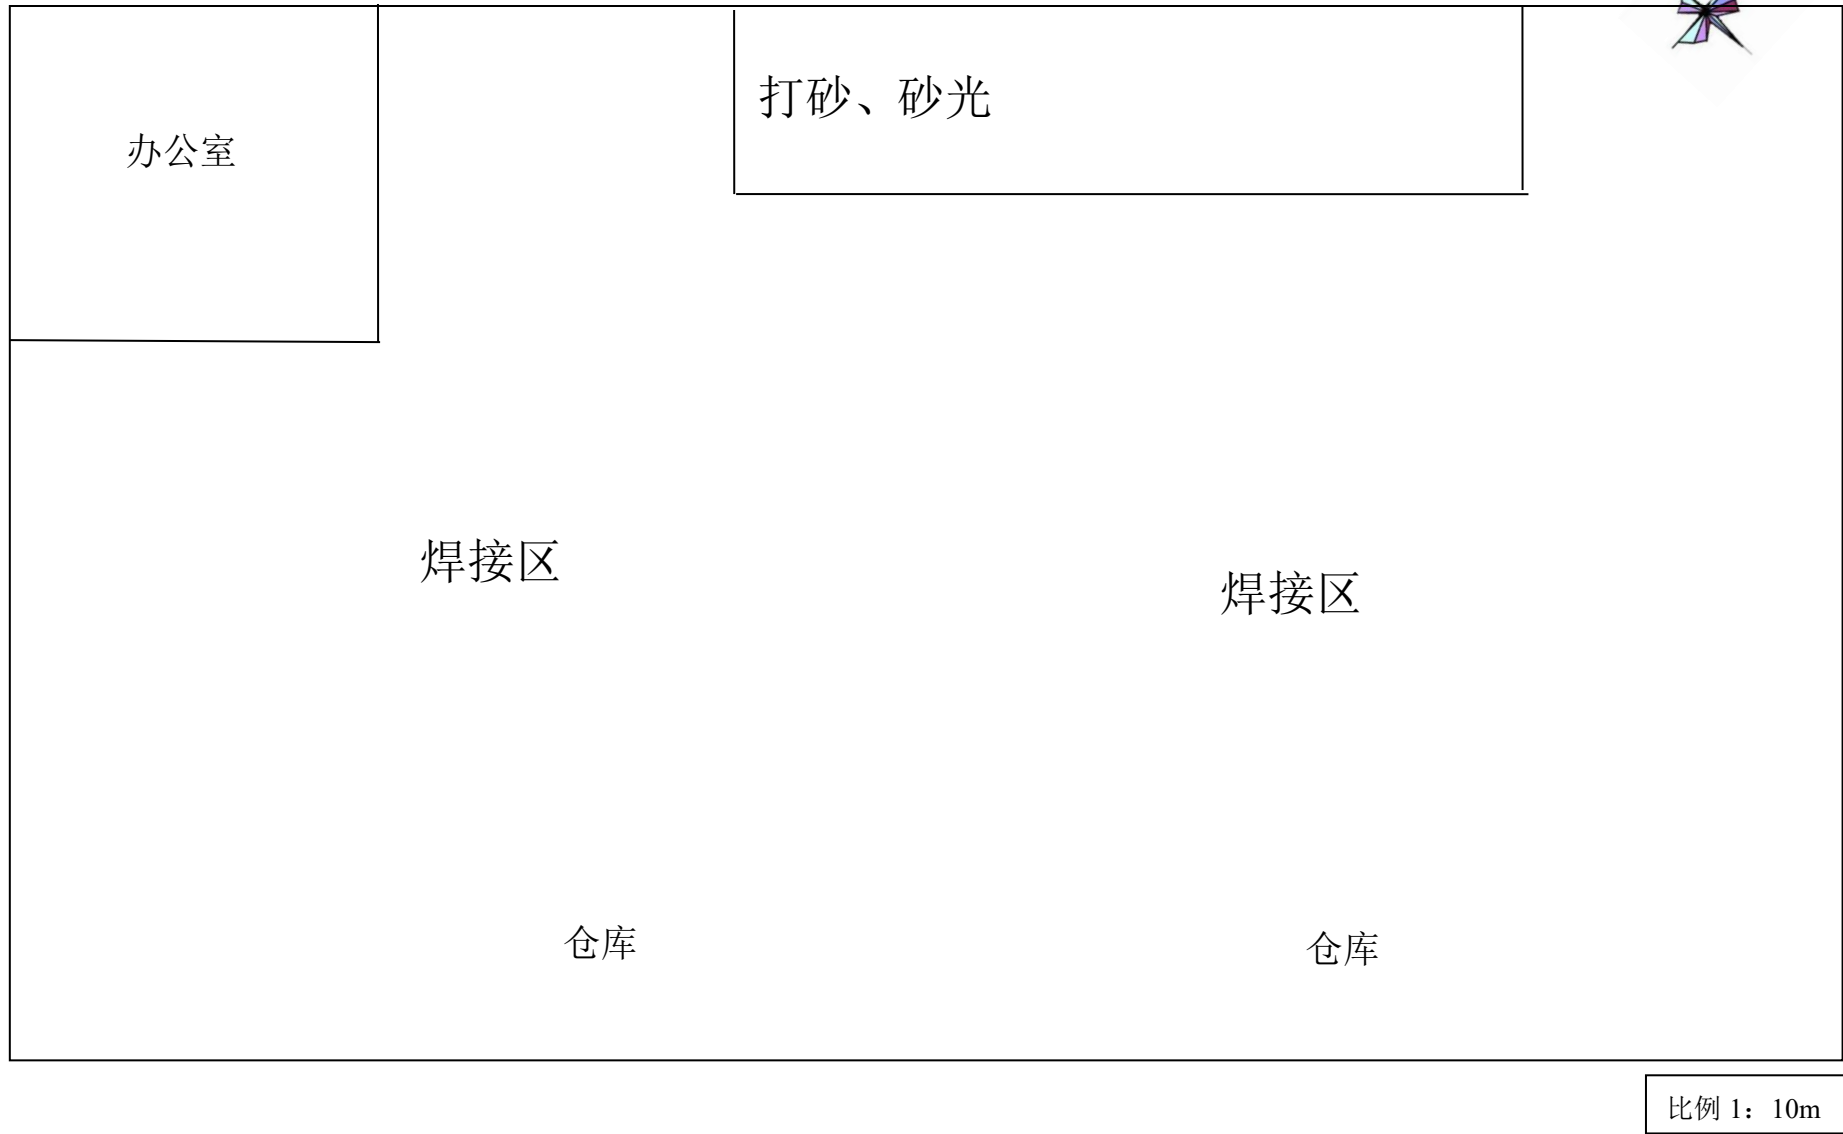 打砂、砂光
办公室
焊接区
焊接区
仓库
仓库
比例 1：10m